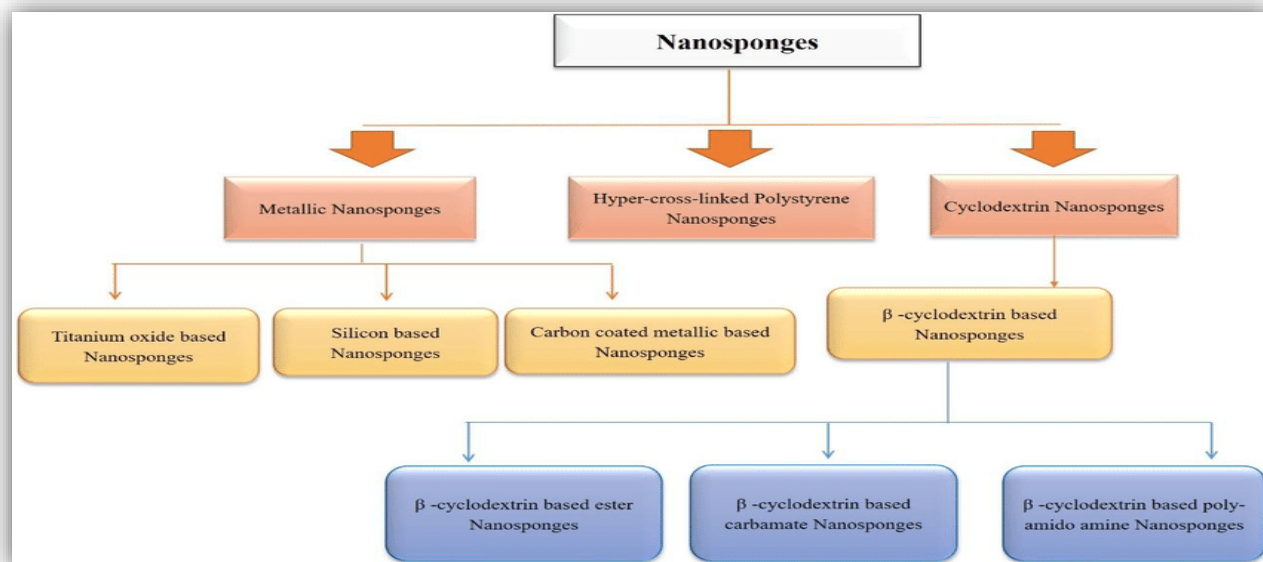 Nanosponges
Metallic Nanosponges
Hyper-cross-linked Polystyrene
Nanosponges
Cyclodextrin Nanosponges
Titanium oxide based
Nanosponges
Silicon based
Nanosponges
Carbon coated metallic based
Nanosponges
β -cyclodextrin based
Nanosponges
β -cyclodextrin based ester
Nanosponges
β -cyclodextrin based
carbamate Nanosponges
β -cyclodextrin based poly-
amido amine Nanosponges